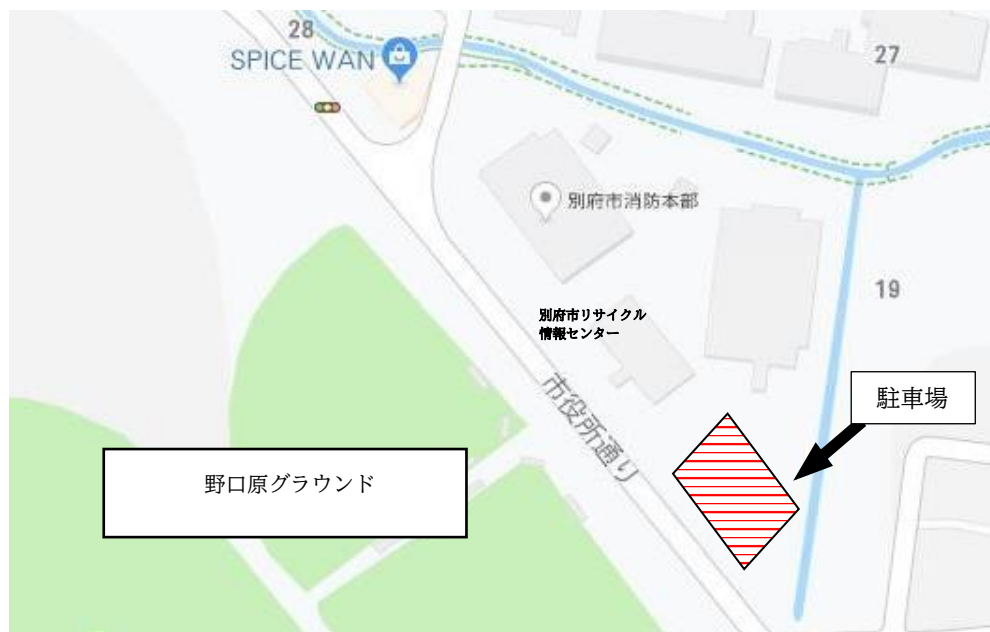 28
SPICE WAN
27
別府市消防本部
19
別府市リサイクル
情報センター
駐車場
市役所通り
野口原グラウンド